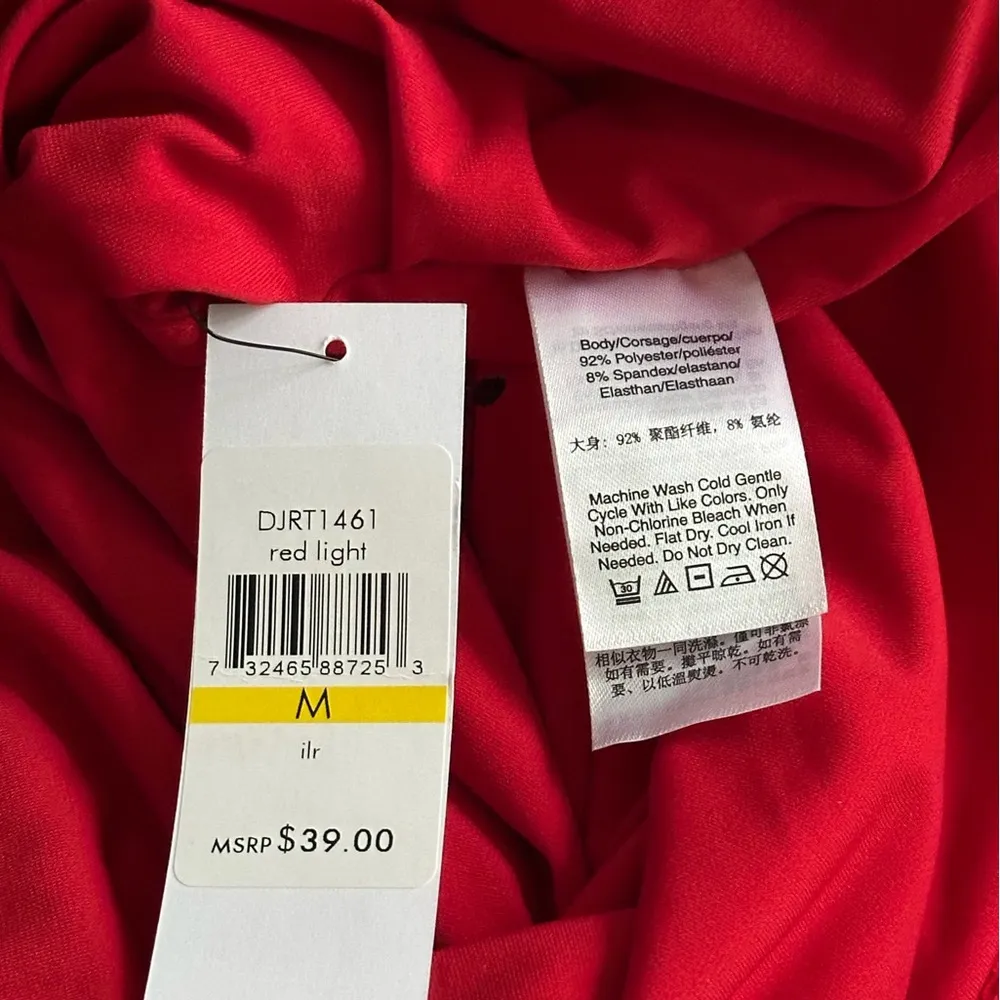 DJRT1461
red light
7 32465 88725 3
M
ilr
MSRP $39.00
Body/Corsage/cuerpo/
92% Polyester/poliéster
8% Spandex/elastano/
Elasthan/Elasthaan
大身: 92% 聚酯纤维, 8% 氨纶
Machine Wash Cold Gentle
Cycle With Like Colors. Only
Non-Chlorine Bleach When
Needed. Flat Dry. Cool Iron If
Needed. Do Not Dry Clean.
30
相似衣物一同洗滌。僅可非氯漂
如有需要。攤平晾乾。如有需
要、以低溫熨燙。不可乾洗。